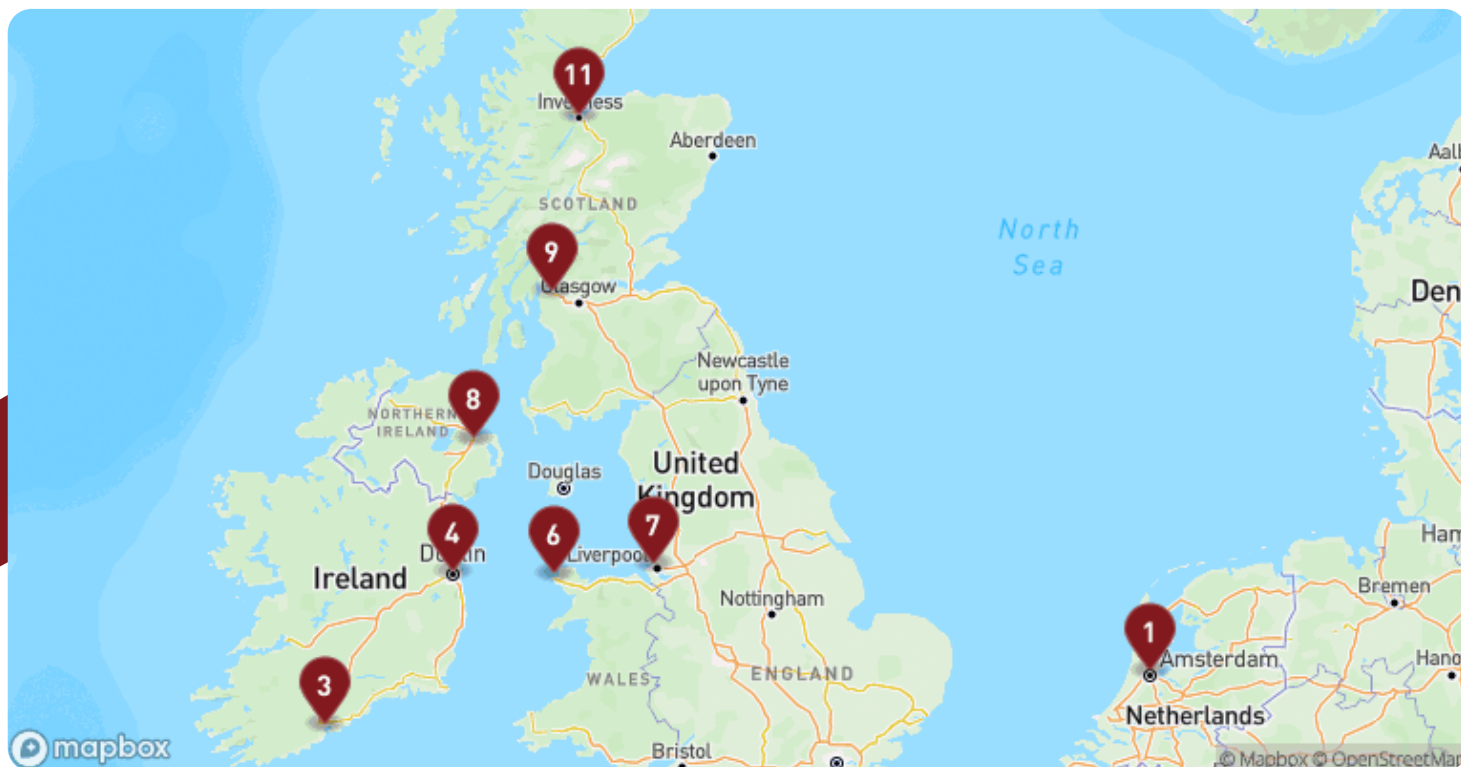 11
Inverness
Aberdeen
SCOTLAND
North
Sea
Aalb
9
Glasgow
Den
Newcastle
upon Tyne
8
NORTHERN
IRELAND
Douglas
United
Kingdom
7
4
6
Dublin
Liverpool
Ireland
Ham
Bremen
Nottingham
1
Amsterdam
Hano
3
WALES
ENGLAND
Netherlands
Bristol
mapbox
© Mapbox © OpenStreetMap